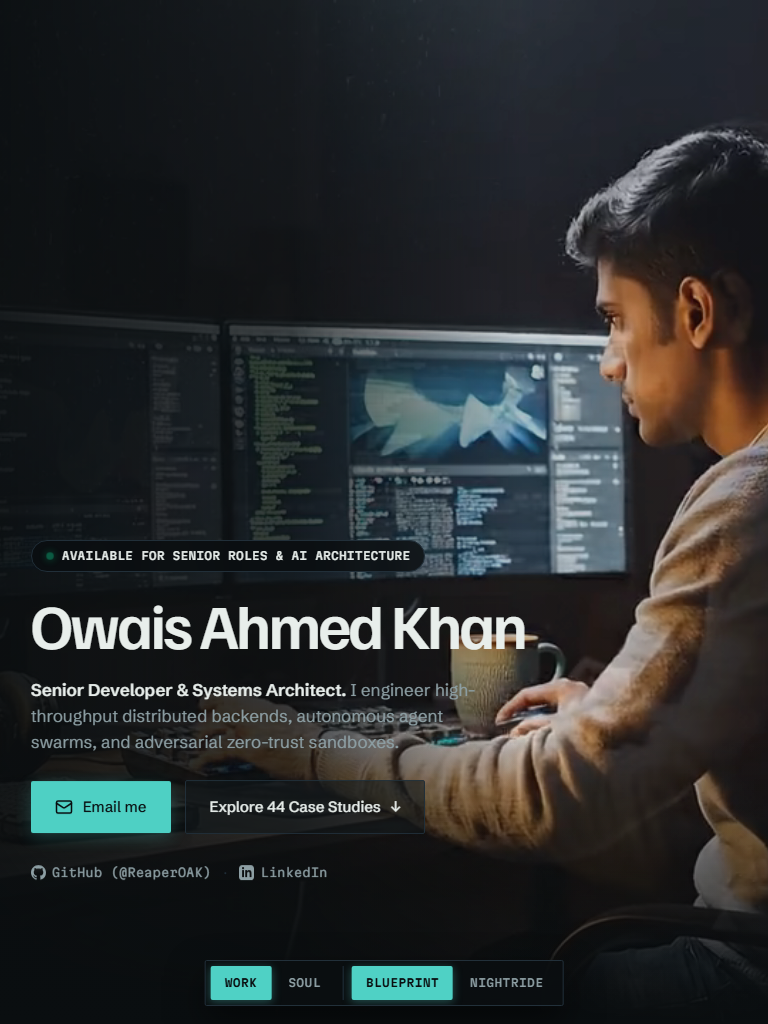 AVAILABLE FOR SENIOR ROLES & AI ARCHITECTURE
Owais Ahmed Khan
Senior Developer & Systems Architect. I engineer high-
throughput distributed backends, autonomous agent
swarms, and adversarial zero-trust sandboxes.
Email me
Explore 44 Case Studies ↓
GitHub (@ReaperOAK) · LinkedIn
WORK SOUL BLUEPRINT NIGHTRIDE